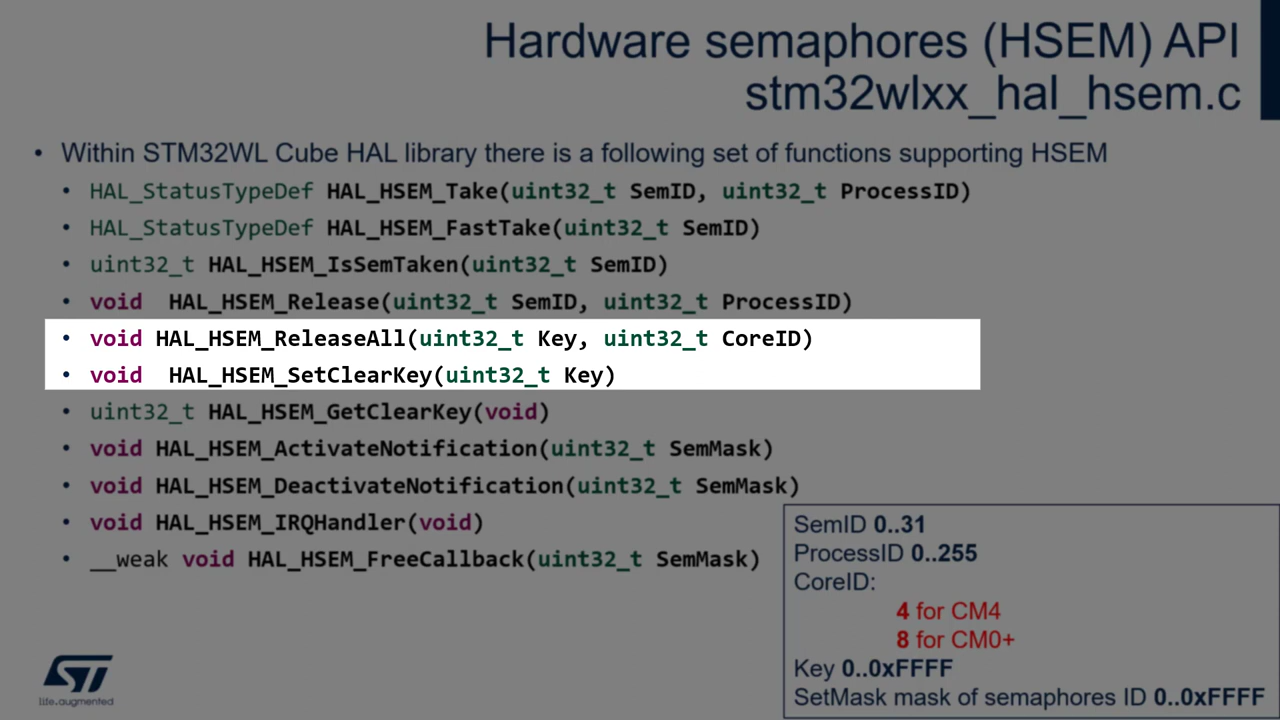 Hardware semaphores (HSEM) API
stm32wlxx_hal_hsem.c
• Within STM32WL Cube HAL library there is a following set of functions supporting HSEM
• HAL_StatusTypeDef HAL_HSEM_Take(uint32_t SemID, uint32_t ProcessID)
• HAL_StatusTypeDef HAL_HSEM_FastTake(uint32_t SemID)
• uint32_t HAL_HSEM_IsSemTaken(uint32_t SemID)
• void  HAL_HSEM_Release(uint32_t SemID, uint32_t ProcessID)
• void HAL_HSEM_ReleaseAll(uint32_t Key, uint32_t CoreID)
• void  HAL_HSEM_SetClearKey(uint32_t Key)
• uint32_t HAL_HSEM_GetClearKey(void)
• void HAL_HSEM_ActivateNotification(uint32_t SemMask)
• void HAL_HSEM_DeactivateNotification(uint32_t SemMask)
• void HAL_HSEM_IRQHandler(void)
• __weak void HAL_HSEM_FreeCallback(uint32_t SemMask)
SemID 0..31
ProcessID 0..255
CoreID:
4 for CM4
8 for CM0+
Key 0..0xFFFF
SetMask mask of semaphores ID 0..0xFFFF
ST
life.augmented